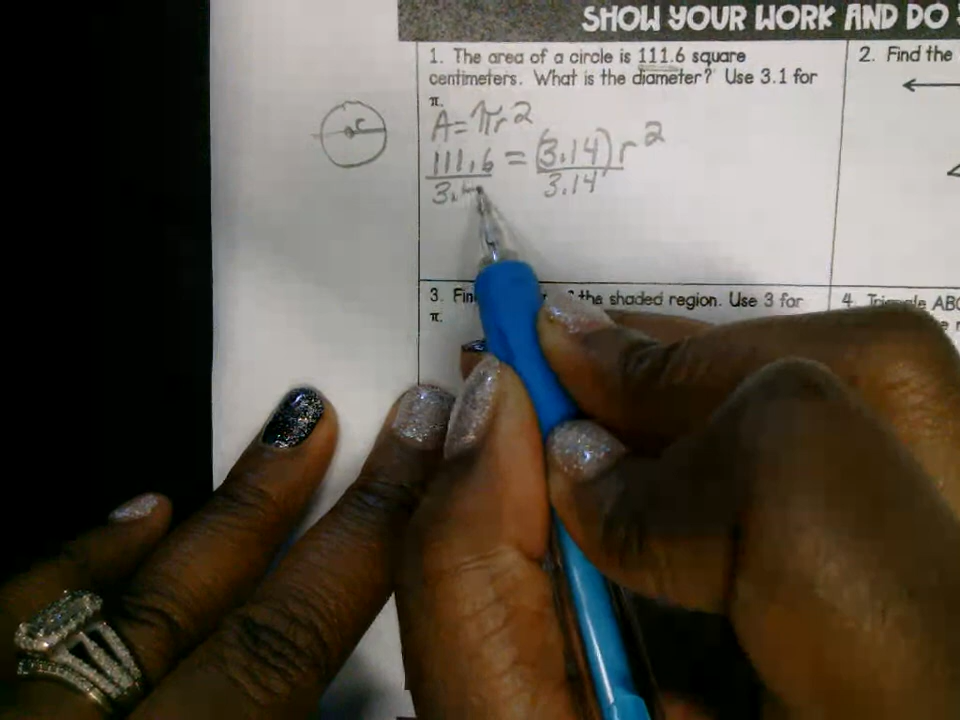 SHOW YOUR WORK AND DO
1. The area of a circle is 111.6 square
centimeters. What is the diameter? Use 3.1 for
π.
r
A=πr2
111.6 = (3.14) r2
3.14
2. Find the
3. Fin the shaded region. Use 3 for
π.
4. Triangle ABC